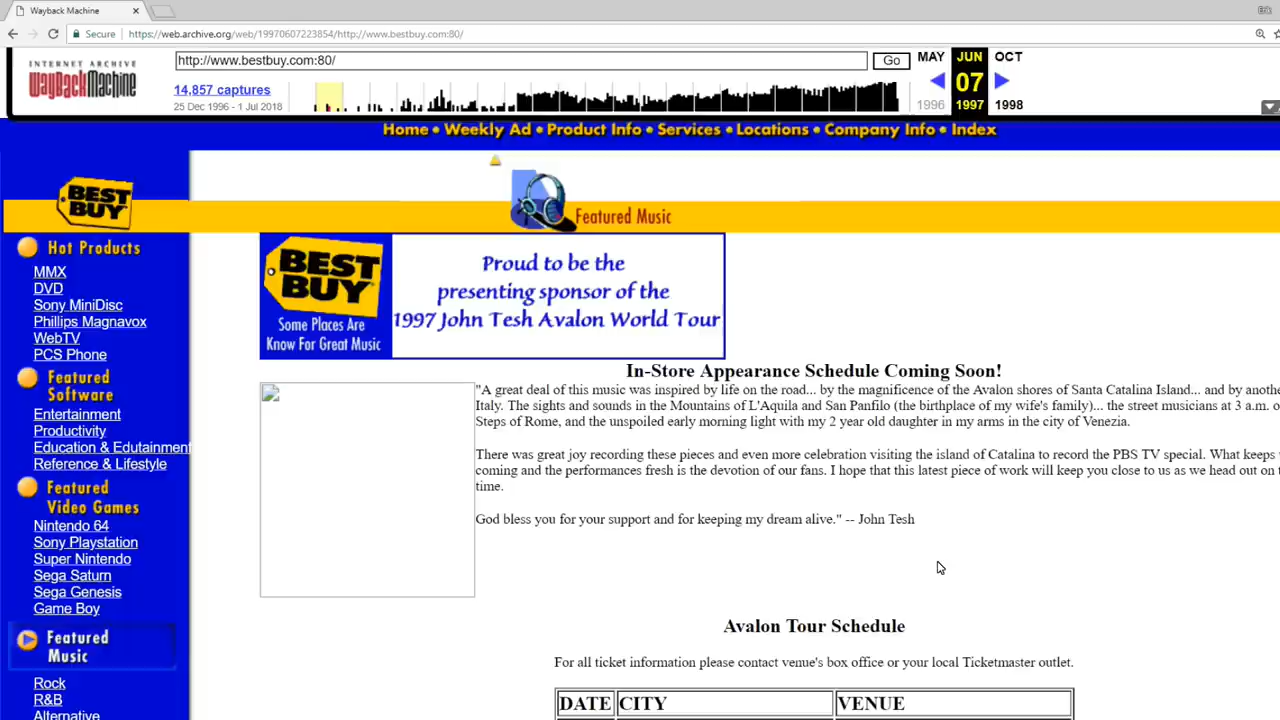 Wayback Machine
Erik
Secure https://web.archive.org/web/19970607223854/http://www.bestbuy.com:80/
INTERNET ARCHIVE
WayBackMachine
http://www.bestbuy.com:80/
Go
MAY JUN OCT
14,857 captures
07
25 Dec 1996 - 1 Jul 2018
1996 1997 1998
Home • Weekly Ad • Product Info • Services • Locations • Company Info • Index
BEST BUY
Featured Music
Hot Products
MMX
DVD
Sony MiniDisc
Phillips Magnavox
WebTV
PCS Phone
Featured
Software
Entertainment
Productivity
Education & Edutainment
Reference & Lifestyle
Featured
Video Games
Nintendo 64
Sony Playstation
Super Nintendo
Sega Saturn
Sega Genesis
Game Boy
Featured
Music
Rock
R&B
Alternative
BEST BUY
Some Places Are
Know For Great Music
Proud to be the
presenting sponsor of the
1997 John Tesh Avalon World Tour
In-Store Appearance Schedule Coming Soon!
"A great deal of this music was inspired by life on the road... by the magnificence of the Avalon shores of Santa Catalina Island... and by anothe
Italy. The sights and sounds in the Mountains of L'Aquila and San Panfilo (the birthplace of my wife's family)... the street musicians at 3 a.m. o
Steps of Rome, and the unspoiled early morning light with my 2 year old daughter in my arms in the city of Venezia.
There was great joy recording these pieces and even more celebration visiting the island of Catalina to record the PBS TV special. What keeps
coming and the performances fresh is the devotion of our fans. I hope that this latest piece of work will keep you close to us as we head out on
time.
God bless you for your support and for keeping my dream alive." -- John Tesh
Avalon Tour Schedule
For all ticket information please contact venue's box office or your local Ticketmaster outlet.
DATE CITY VENUE